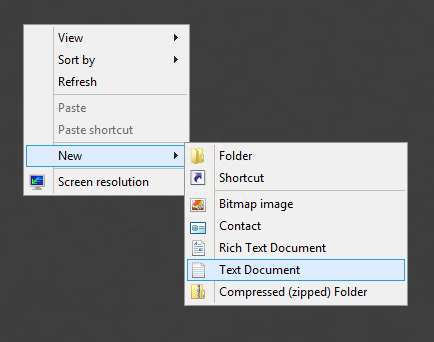 View
Sort by
Refresh
Paste
Paste shortcut
New
Screen resolution
Folder
Shortcut
Bitmap image
Contact
Rich Text Document
Text Document
Compressed (zipped) Folder